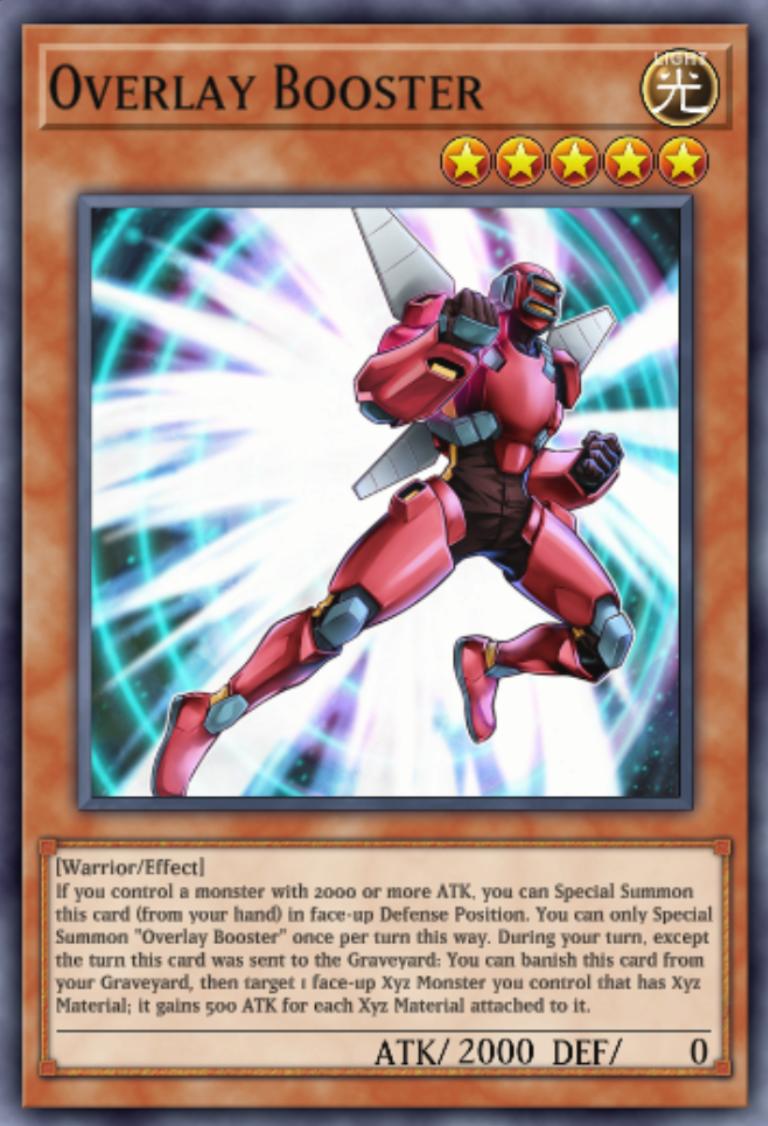 Overlay Booster
LIGHT
光
[Warrior/Effect]
If you control a monster with 2000 or more ATK, you can Special Summon
this card (from your hand) in face-up Defense Position. You can only Special
Summon "Overlay Booster" once per turn this way. During your turn, except
the turn this card was sent to the Graveyard: You can banish this card from
your Graveyard, then target 1 face-up Xyz Monster you control that has Xyz
Material; it gains 500 ATK for each Xyz Material attached to it.
ATK/ 2000 DEF/ 0